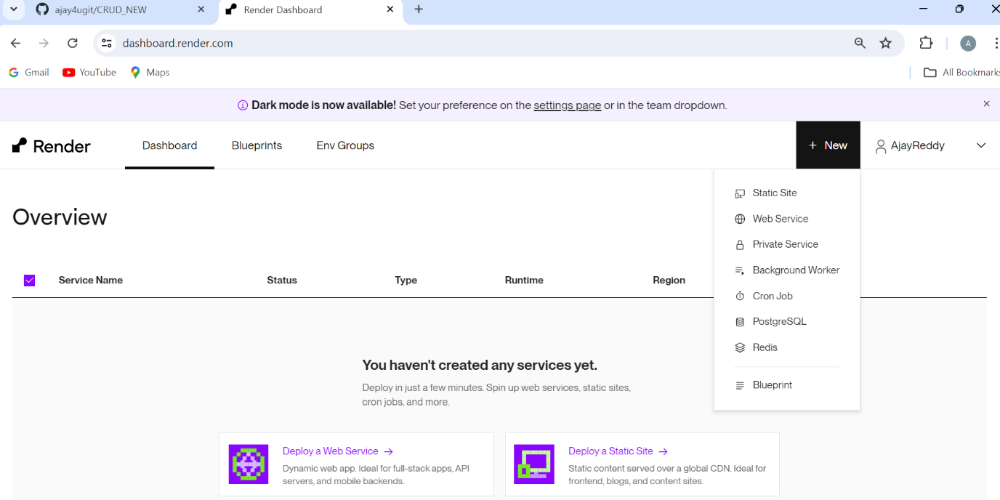 ajay4ugit/CRUD_NEW
Render Dashboard
dashboard.render.com
A
Gmail
YouTube
Maps
All Bookmarks
Dark mode is now available! Set your preference on the settings page or in the team dropdown.
Render
Dashboard
Blueprints
Env Groups
+ New
AjayReddy
Static Site
Web Service
Private Service
Background Worker
Cron Job
PostgreSQL
Redis
Blueprint
Overview
Service Name
Status
Type
Runtime
Region
You haven't created any services yet.
Deploy in just a few minutes. Spin up web services, static sites,
cron jobs, and more.
Deploy a Web Service →
Dynamic web app. Ideal for full-stack apps, API
servers, and mobile backends.
Deploy a Static Site →
Static content served over a global CDN. Ideal for
frontend, blogs, and content sites.